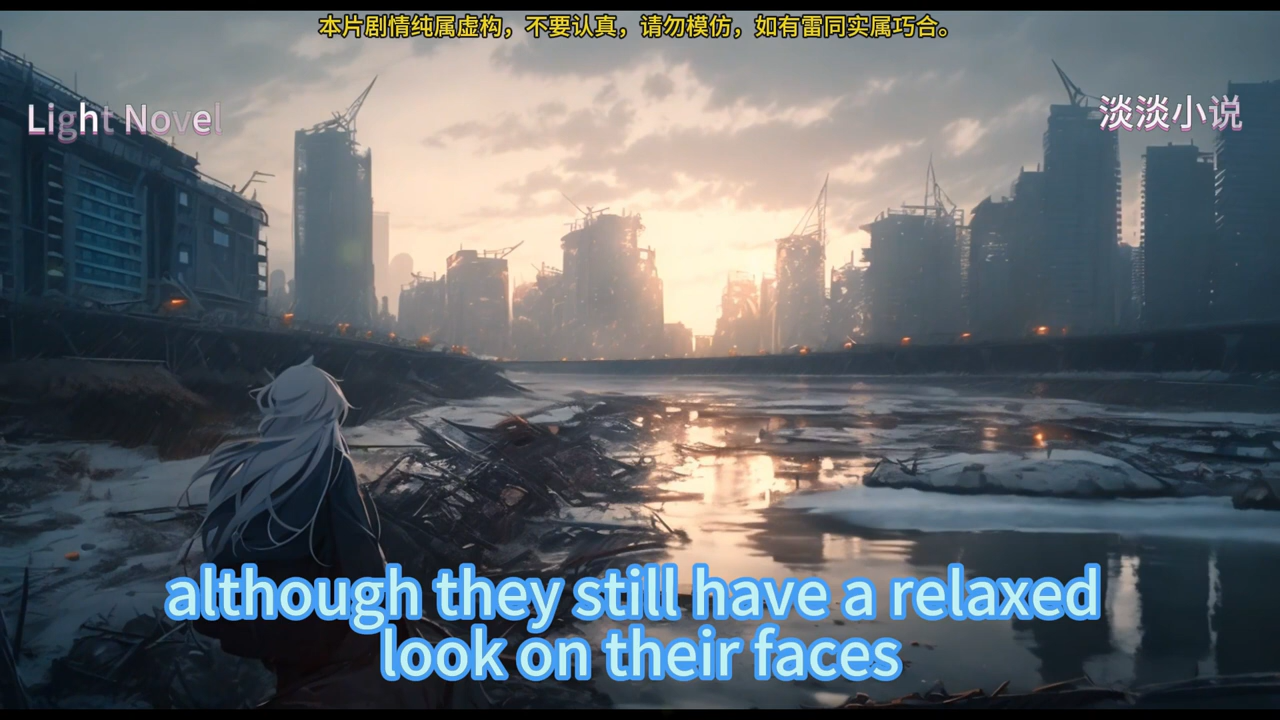 本片剧情纯属虚构，不要认真，请勿模仿，如有雷同实属巧合。
Light Novel
淡淡小说
although they still have a relaxed
look on their faces